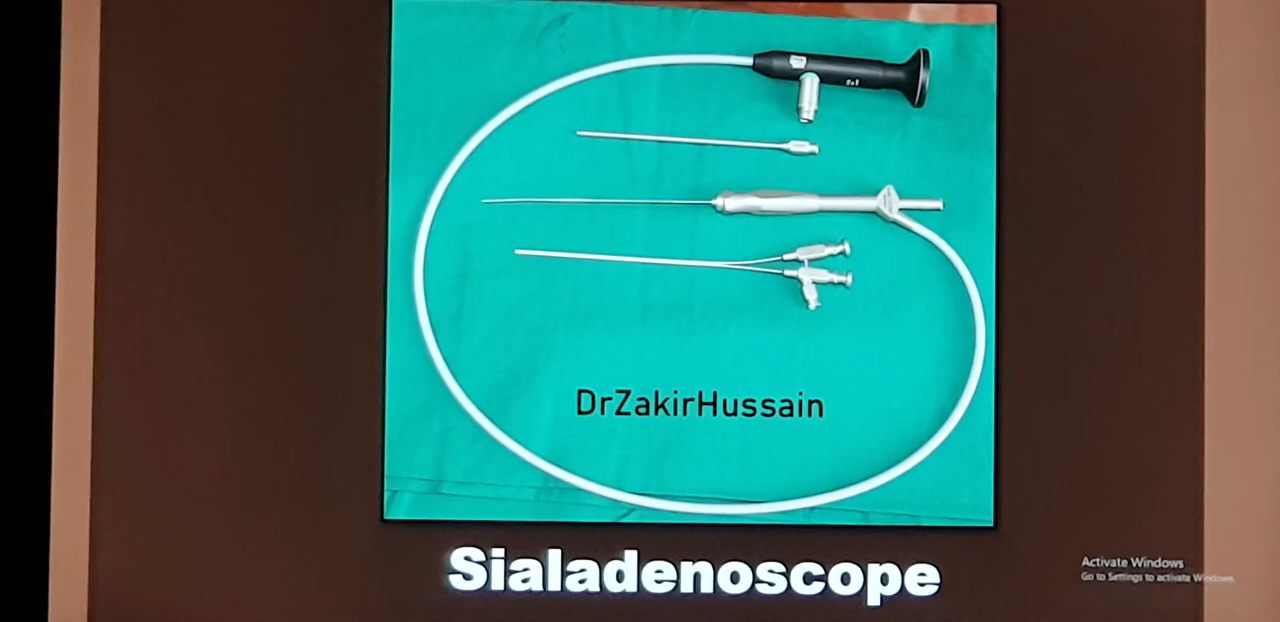 DrZakirHussain
Sialadenoscope
Activate Windows
Go to Settings to activate Windows.